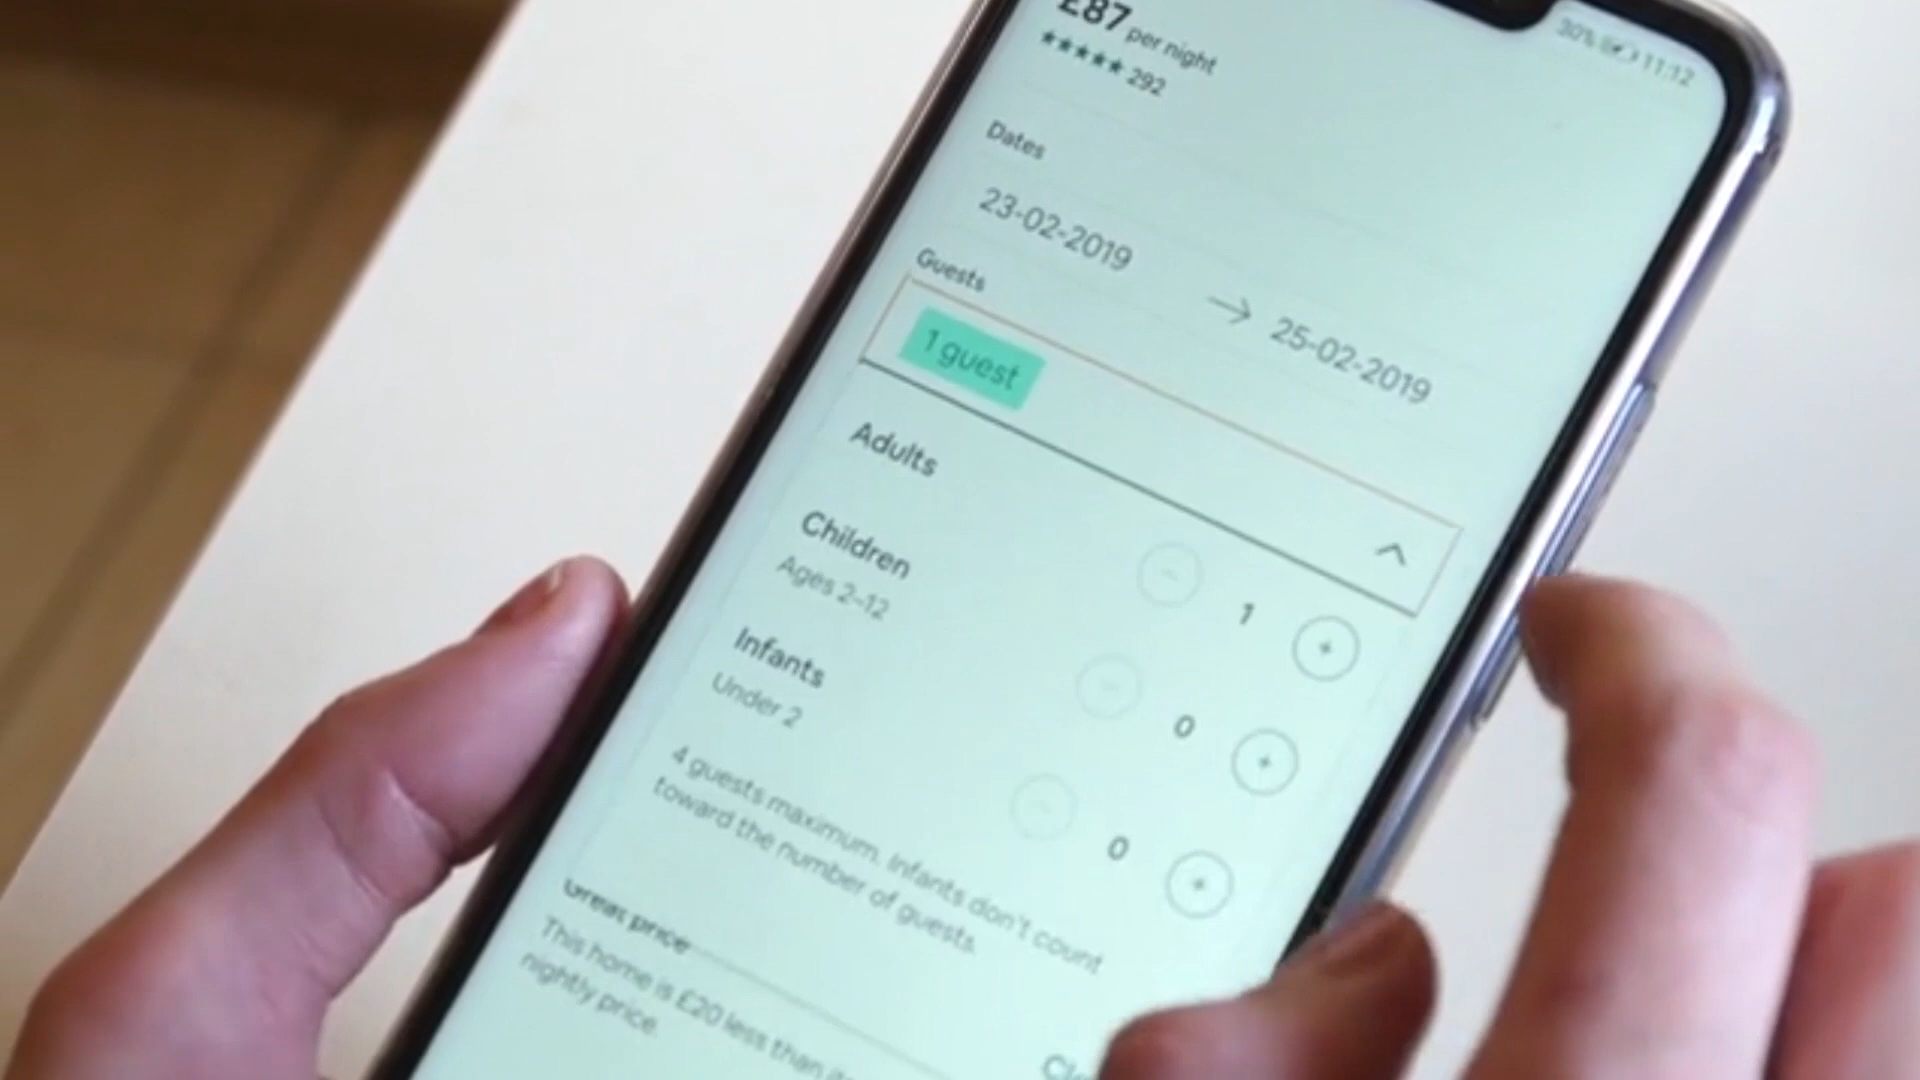 £87 per night
292
30% 11:12
Dates
23-02-2019 → 25-02-2019
Guests
1 guest
Adults
1
Children
Ages 2-12
0
Infants
Under 2
0
4 guests maximum. Infants don't count
toward the number of guests.
Great price
This home is £20 less than
nightly price.